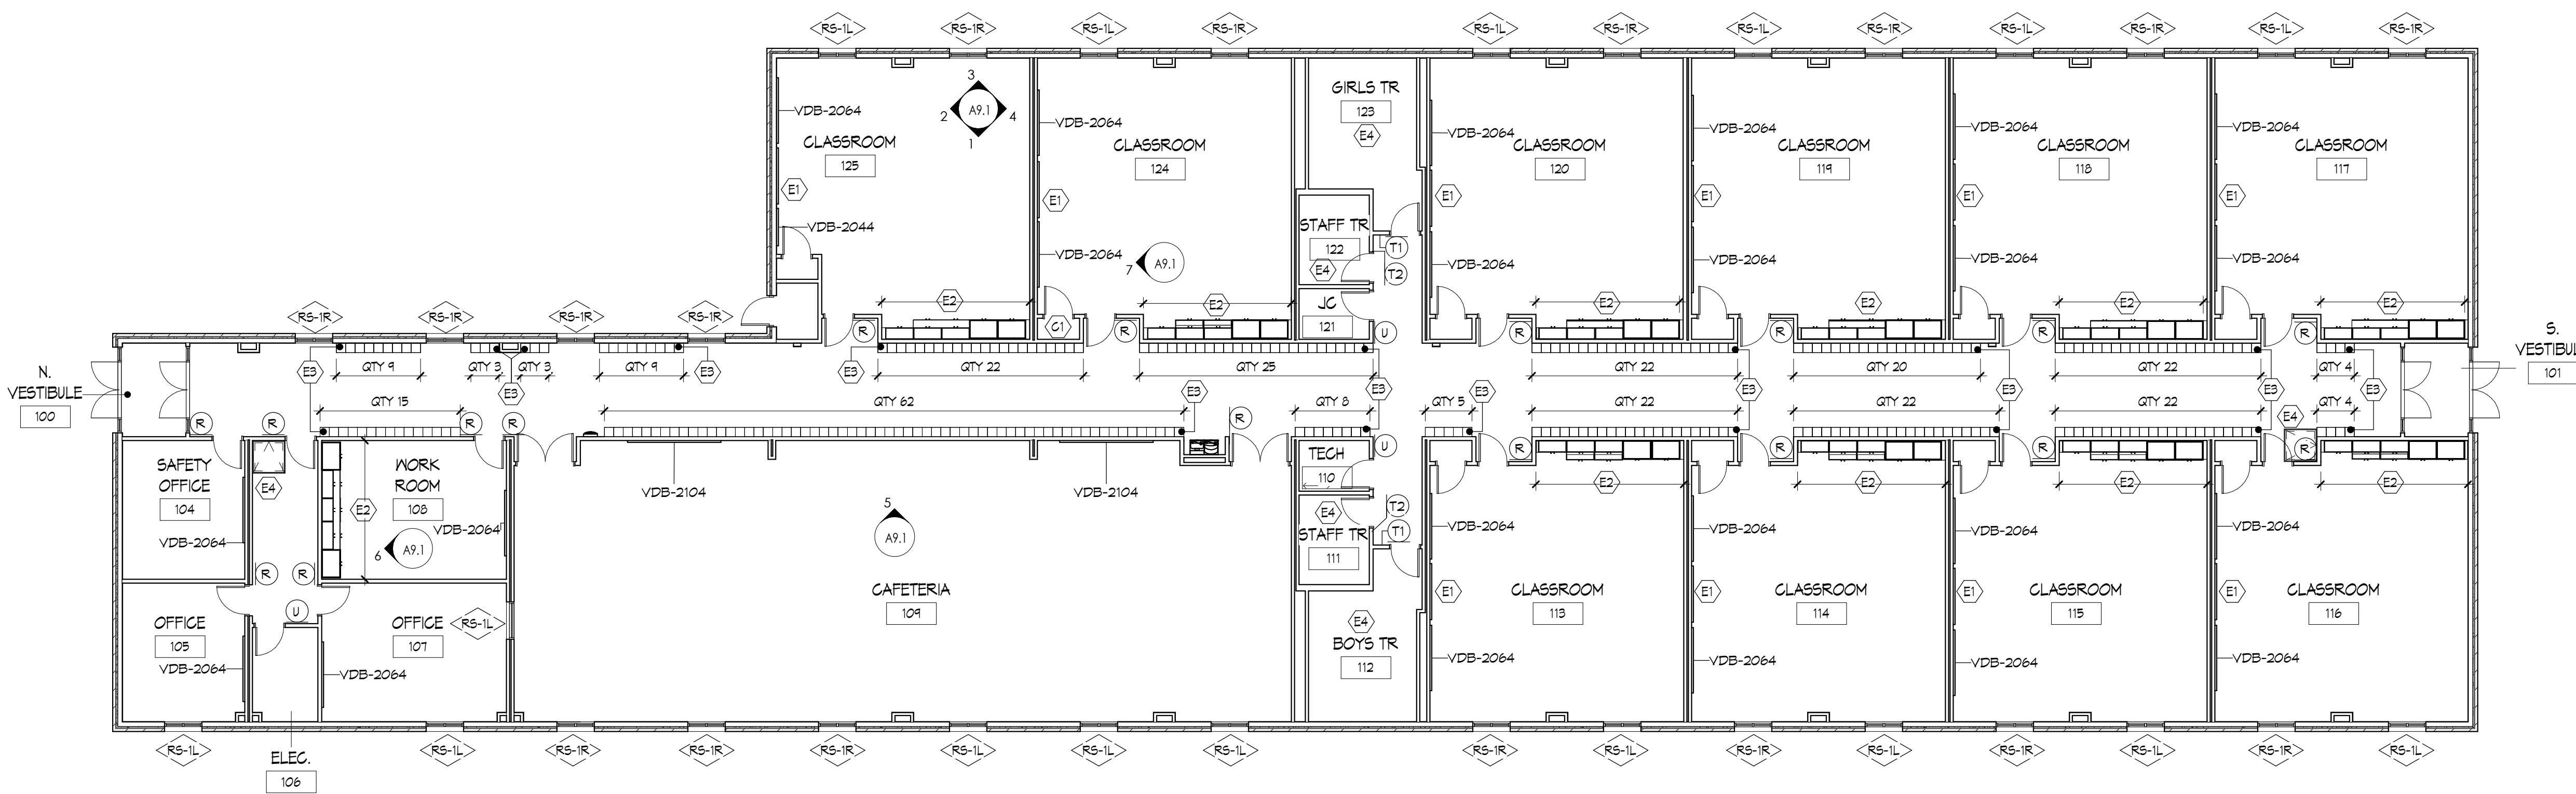 RS-1L RS-1R RS-1L RS-1R RS-1L RS-1R RS-1L RS-1R RS-1L RS-1R RS-1L RS-1R
3
2 A9.1 4
1
VDB-2064
CLASSROOM
125
E1
VDB-2044
E2
R
VDB-2064
CLASSROOM
124
E1
VDB-2064
7 A9.1
E2
C1
R
GIRLS TR
123
E4
STAFF TR
122
E4
T1
T2
JC
121
U
VDB-2064
CLASSROOM
120
E1
VDB-2064
E2
R
VDB-2064
CLASSROOM
119
E1
VDB-2064
E2
R
VDB-2064
CLASSROOM
118
E1
VDB-2064
E2
R
VDB-2064
CLASSROOM
117
E1
VDB-2064
E2
R
RS-1R RS-1R RS-1R RS-1R
N.
VESTIBULE
100
S.
VESTIBUL
101
E3 QTY 9 QTY 3 QTY 3 E3 QTY 9 E3 E3 QTY 22 QTY 25 E3 QTY 22 E3 QTY 20 E3 QTY 22 E3 QTY 4 E3
QTY 15 QTY 62 E3 QTY 8 QTY 5 E3 QTY 22 QTY 22 QTY 22 E4 QTY 4
R R R R R U R R R R
SAFETY
OFFICE
104
VDB-2064
E4
E2
WORK
ROOM
108
VDB-2064
6 A9.1
R R
U
OFFICE
105
VDB-2064
OFFICE
107
RS-1L
VDB-2064
ELEC.
106
VDB-2104 VDB-2104
5
A9.1
CAFETERIA
109
TECH
110
E4
STAFF TR
111
T2
T1
E4
BOYS TR
112
E2
VDB-2064
E1
CLASSROOM
113
VDB-2064
E2
VDB-2064
E1
CLASSROOM
114
VDB-2064
E2
VDB-2064
E1
CLASSROOM
115
VDB-2064
E2
VDB-2064
E1
CLASSROOM
116
VDB-2064
RS-1L RS-1L RS-1R RS-1R RS-1R RS-1L RS-1L RS-1L RS-1R RS-1L RS-1R RS-1L RS-1R RS-1L RS-1R RS-1L